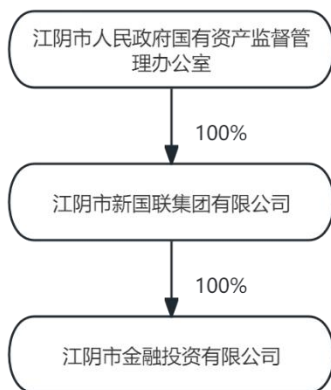 江阴市人民政府国有资产监督管
理办公室
100%
江阴市新国联集团有限公司
100%
江阴市金融投资有限公司